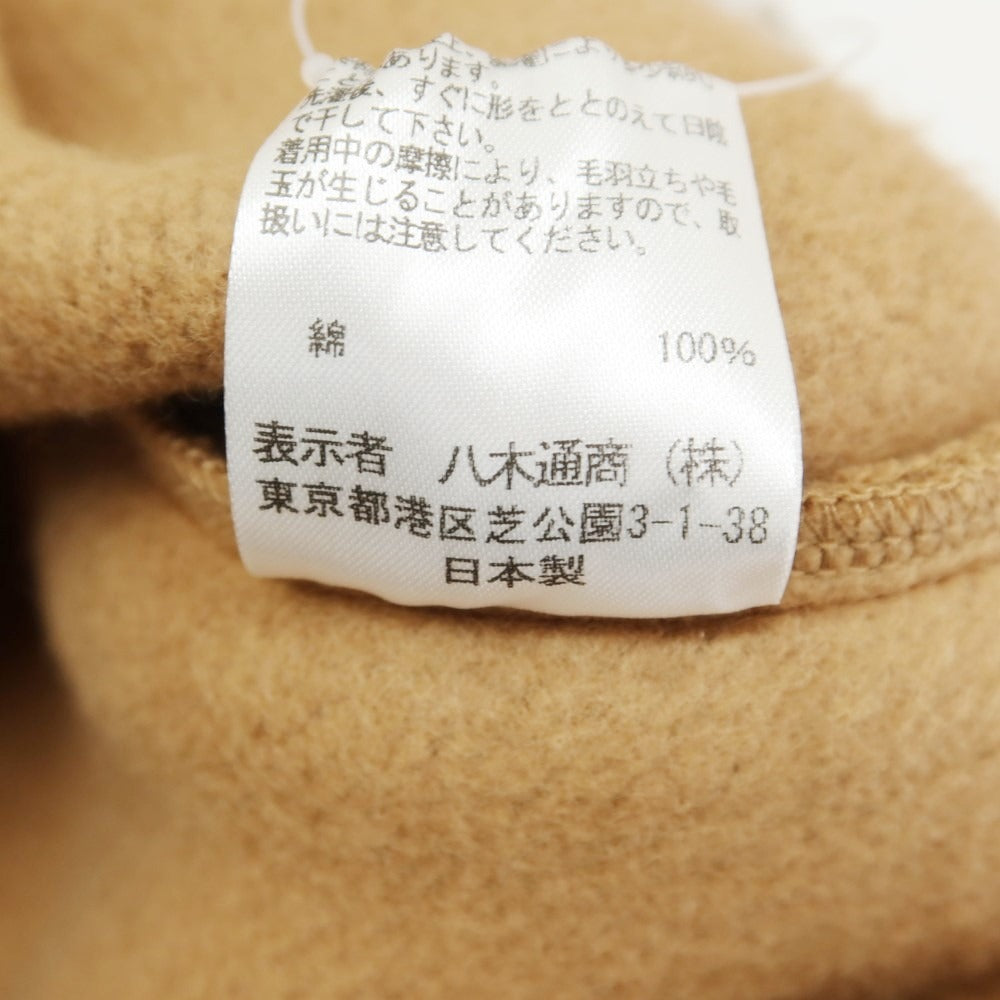 あります。
洗濯後、すぐに形をととのえて日陰
で干して下さい。
着用中の摩擦により、毛羽立ちや毛
玉が生じることがありますので、取
扱いには注意してください。
綿 100%
表示者 八木通商（株）
東京都港区芝公園3-1-38
日本製